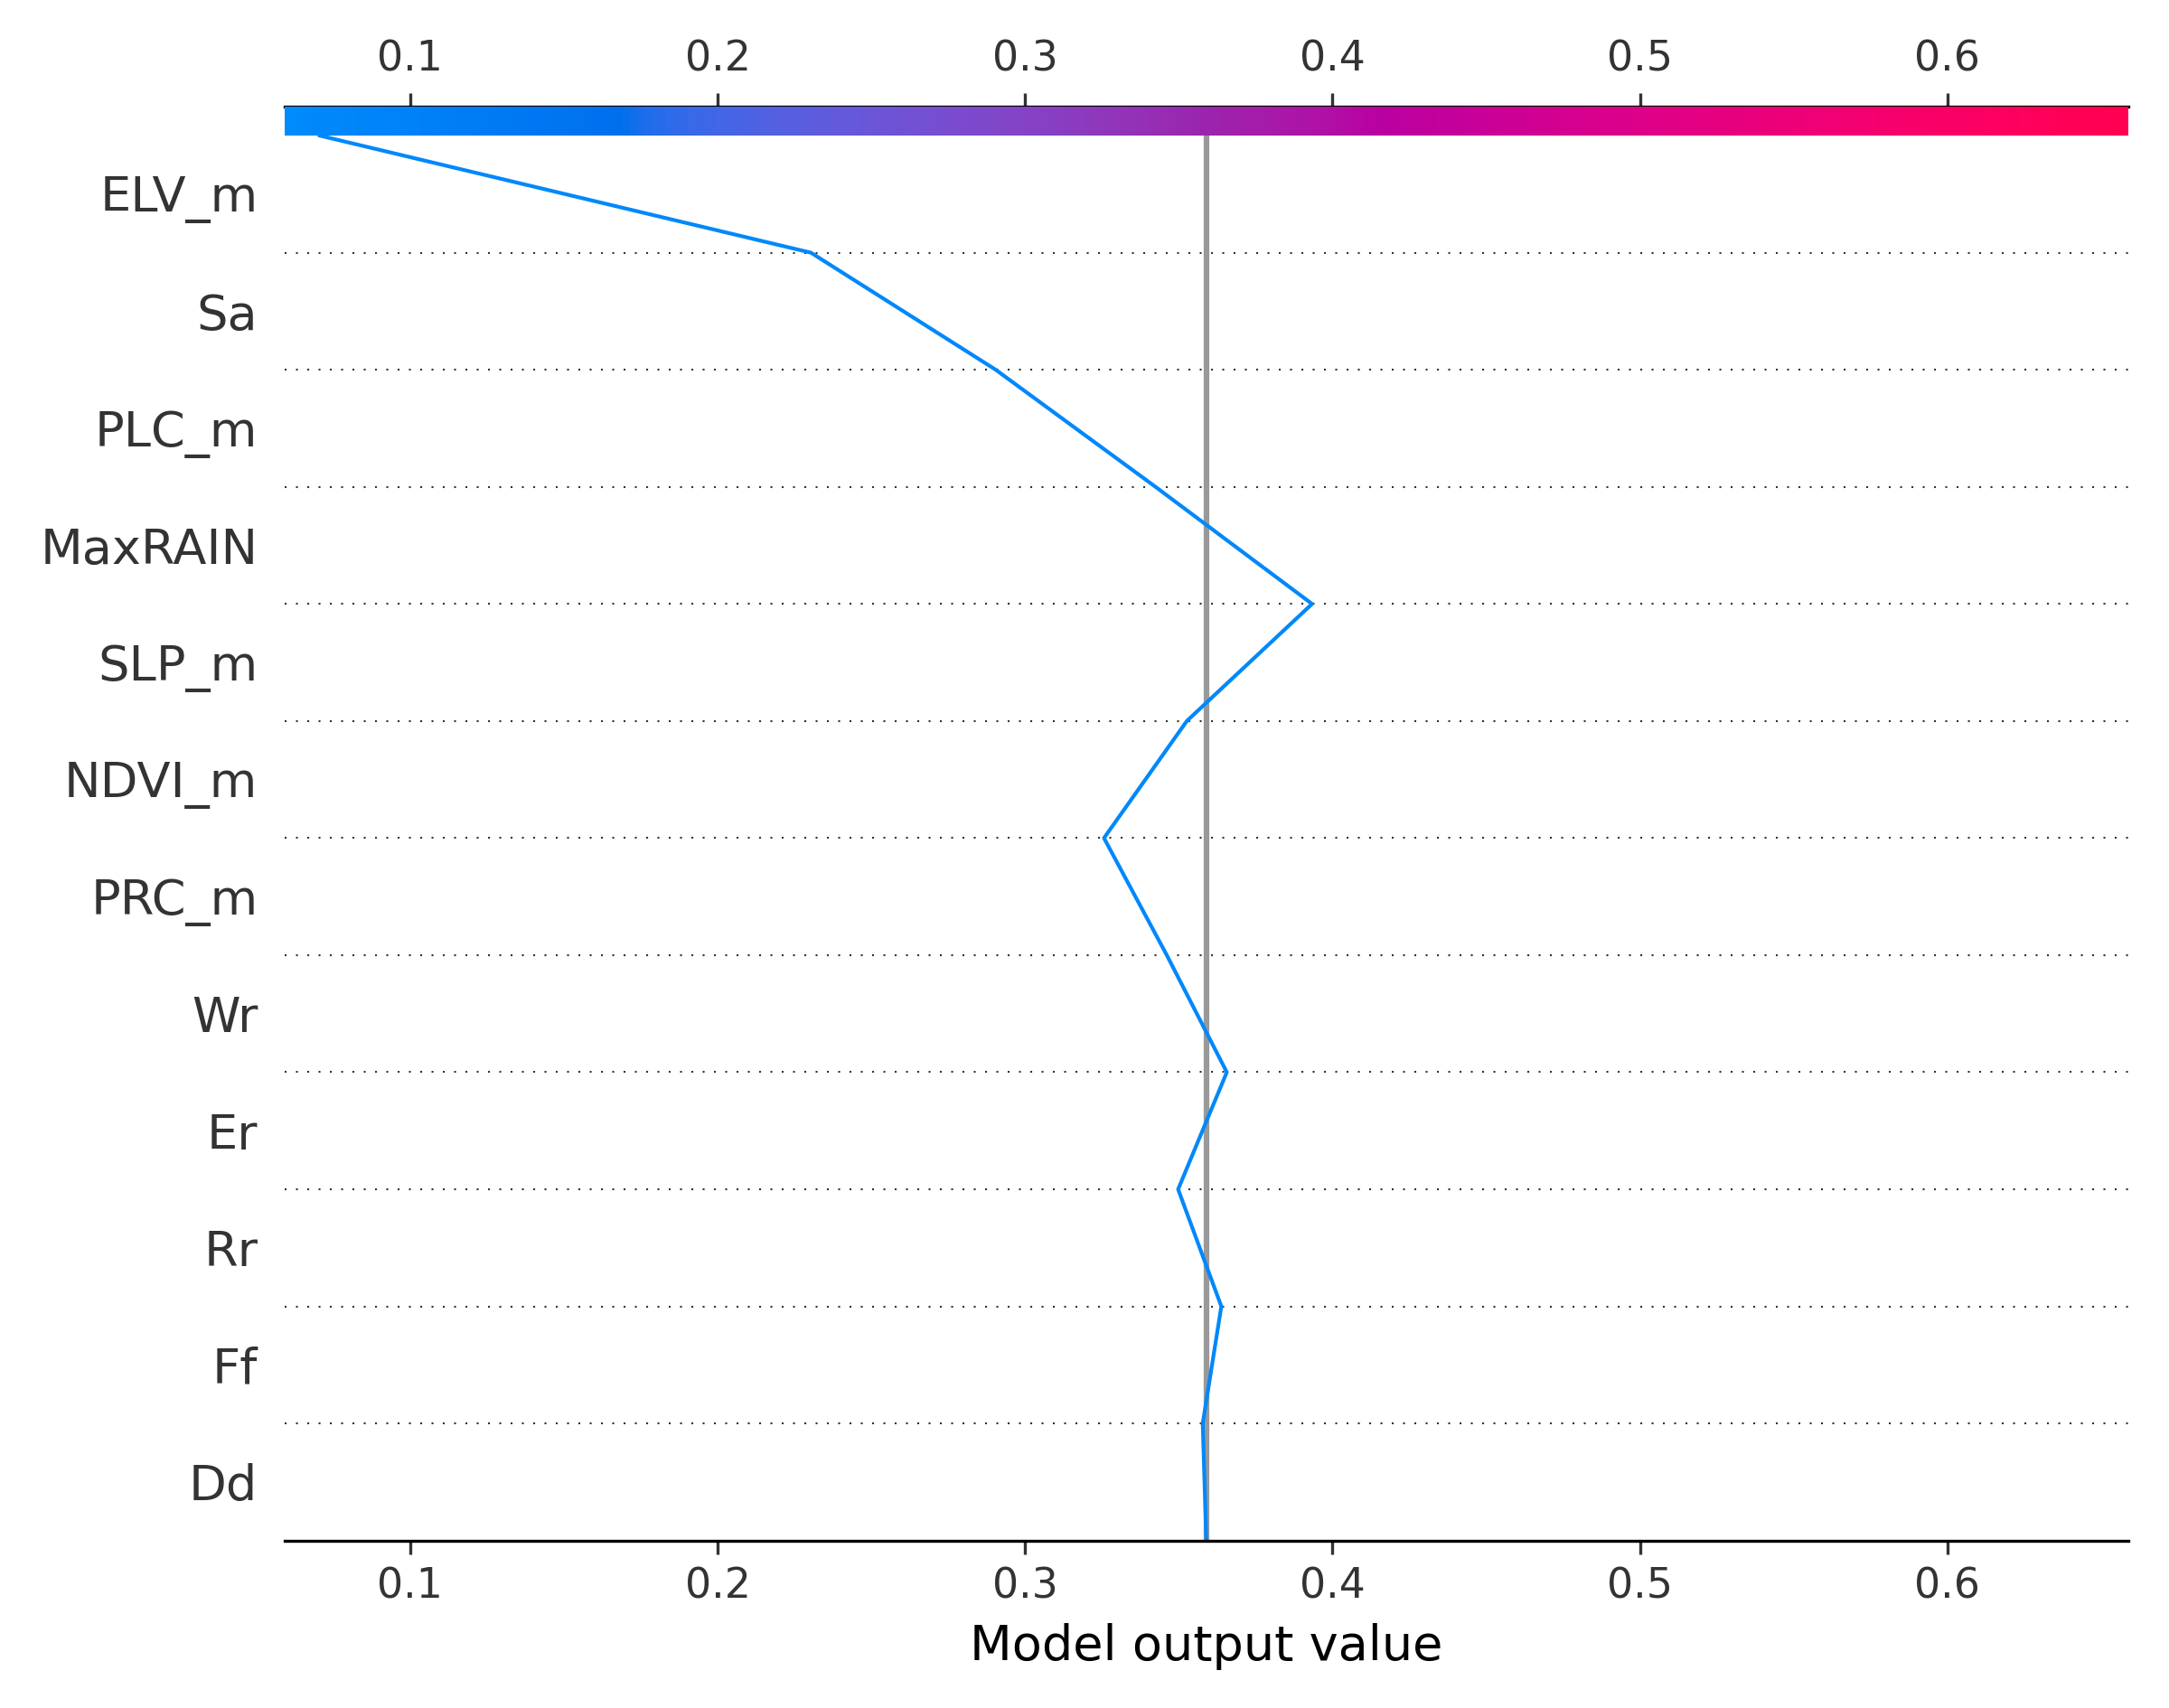 0.1 0.2 0.3 0.4 0.5 0.6
ELV_m
Sa
PLC_m
MaxRAIN
SLP_m
NDVI_m
PRC_m
Wr
Er
Rr
Ff
Dd
0.1 0.2 0.3 0.4 0.5 0.6
Model output value